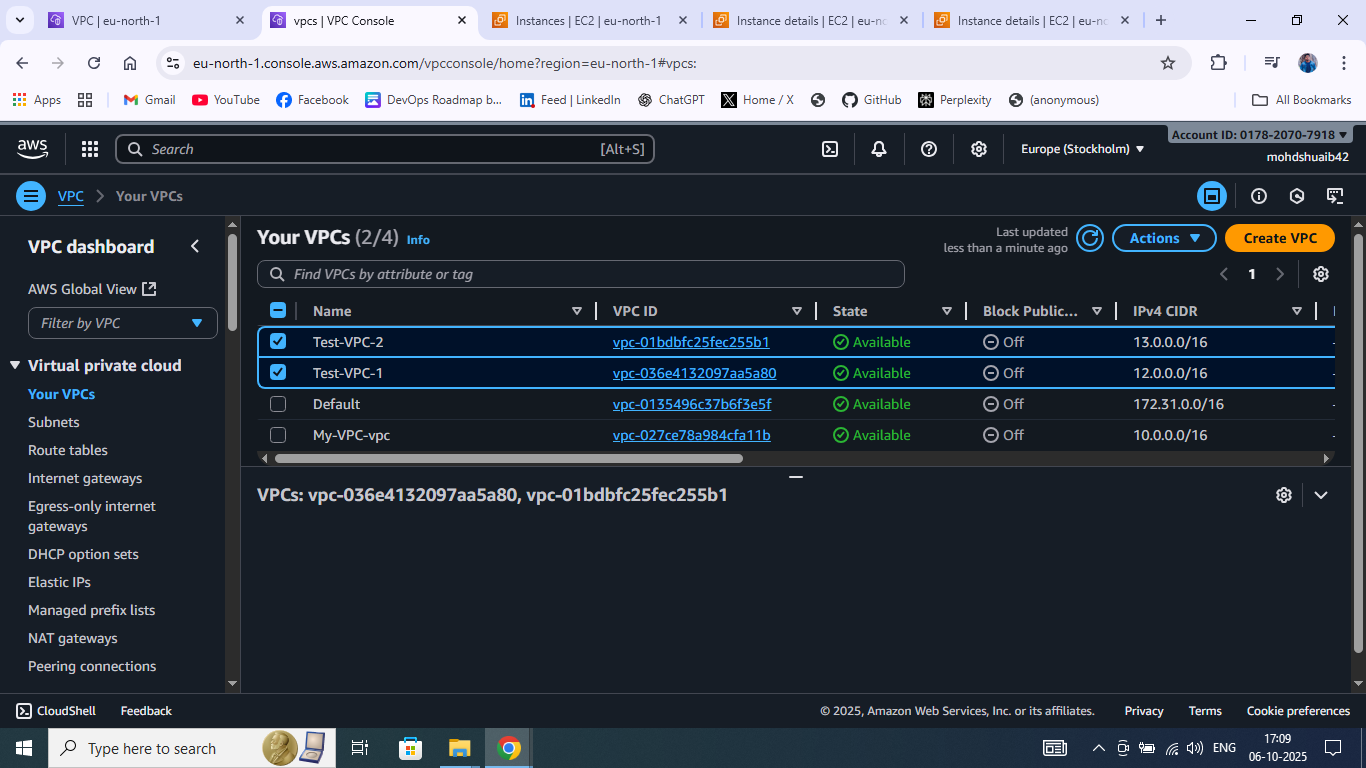 VPC | eu-north-1
vpcs | VPC Console
Instances | EC2 | eu-north-1
Instance details | EC2 | eu-no
Instance details | EC2 | eu-no
eu-north-1.console.aws.amazon.com/vpcconsole/home?region=eu-north-1#vpcs:
Apps Gmail YouTube Facebook DevOps Roadmap b... Feed | LinkedIn ChatGPT Home / X GitHub Perplexity (anonymous) All Bookmarks
aws
Search [Alt+S]
Europe (Stockholm)
Account ID: 0178-2070-7918
mohdshuaib42
VPC > Your VPCs
VPC dashboard
AWS Global View
Filter by VPC
Virtual private cloud
Your VPCs
Subnets
Route tables
Internet gateways
Egress-only internet
gateways
DHCP option sets
Elastic IPs
Managed prefix lists
NAT gateways
Peering connections
Your VPCs (2/4) Info
Last updated
less than a minute ago
Actions
Create VPC
Find VPCs by attribute or tag
1
Name VPC ID State Block Public... IPv4 CIDR
Test-VPC-2 vpc-01bdbfc25fec255b1 Available Off 13.0.0.0/16 -
Test-VPC-1 vpc-036e4132097aa5a80 Available Off 12.0.0.0/16 -
Default vpc-0135496c37b6f3e5f Available Off 172.31.0.0/16 -
My-VPC-vpc vpc-027ce78a984cfa11b Available Off 10.0.0.0/16 -
VPCs: vpc-036e4132097aa5a80, vpc-01bdbfc25fec255b1
CloudShell Feedback © 2025, Amazon Web Services, Inc. or its affiliates. Privacy Terms Cookie preferences
Type here to search
ENG
17:09
06-10-2025